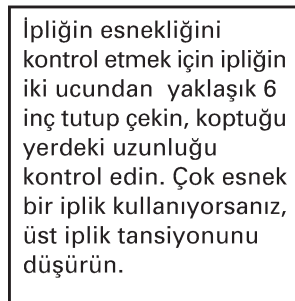 İpliğin esnekliğini
kontrol etmek için ipliğin
iki ucundan yaklaşık 6
inç tutup çekin, koptuğu
yerdeki uzunluğu
kontrol edin. Çok esnek
bir iplik kullanıyorsanız,
üst iplik tansiyonunu
düşürün.